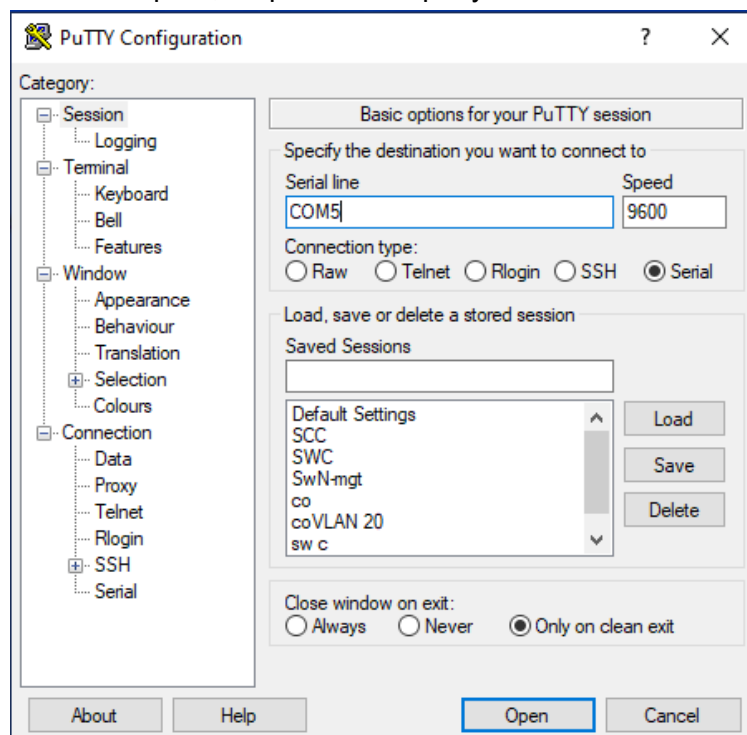 PuTTY Configuration ? ×
Category:
Session
Logging
Terminal
Keyboard
Bell
Features
Window
Appearance
Behaviour
Translation
Selection
Colours
Connection
Data
Proxy
Telnet
Rlogin
SSH
Serial
Basic options for your PuTTY session
Specify the destination you want to connect to
Serial line Speed
COM5 9600
Connection type:
Raw Telnet Rlogin SSH Serial
Load, save or delete a stored session
Saved Sessions
Default Settings
SCC
SWC
SwN-mgt
co
coVLAN 20
sw c
Load
Save
Delete
Close window on exit:
Always Never Only on clean exit
About Help Open Cancel